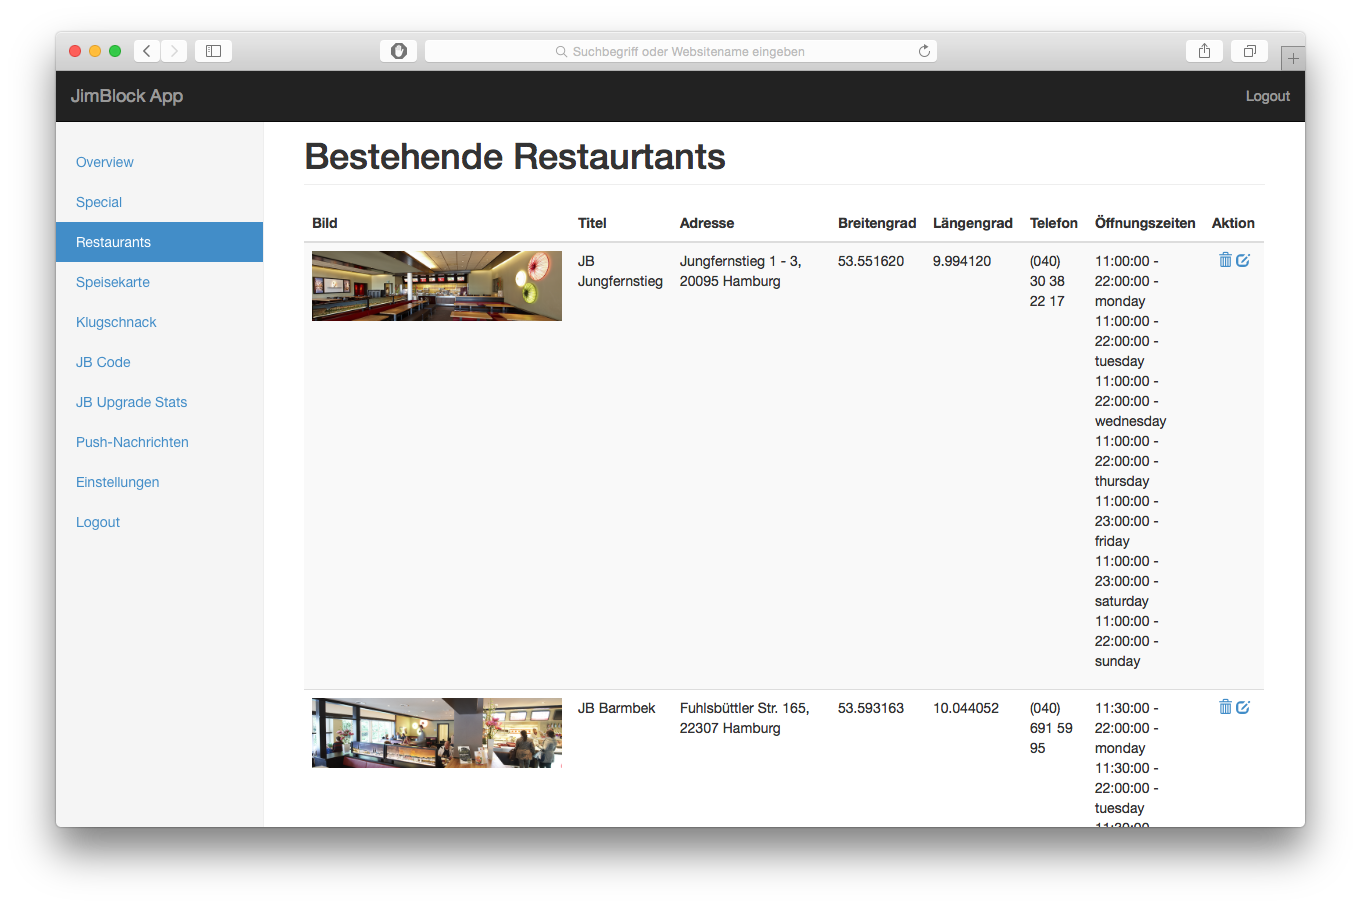 Suchbegriff oder Websitename eingeben
JimBlock App
Logout
Overview
Special
Restaurants
Speisekarte
Klugschnack
JB Code
JB Upgrade Stats
Push-Nachrichten
Einstellungen
Logout
Bestehende Restaurtants
Bild Titel Adresse Breitengrad Längengrad Telefon Öffnungszeiten Aktion
JB
Jungfernstieg
Jungfernstieg 1 - 3,
20095 Hamburg
53.551620
9.994120
(040)
30 38
22 17
11:00:00 -
22:00:00 -
monday
11:00:00 -
22:00:00 -
tuesday
11:00:00 -
22:00:00 -
wednesday
11:00:00 -
22:00:00 -
thursday
11:00:00 -
23:00:00 -
friday
11:00:00 -
23:00:00 -
saturday
11:00:00 -
22:00:00 -
sunday
JB Barmbek
Fuhlsbüttler Str. 165,
22307 Hamburg
53.593163
10.044052
(040)
691 59
95
11:30:00 -
22:00:00 -
monday
11:30:00 -
22:00:00 -
tuesday